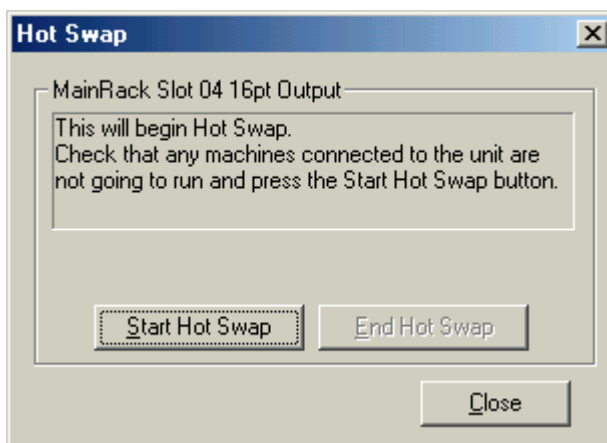 Hot Swap
MainRack Slot 04 16pt Output
This will begin Hot Swap.
Check that any machines connected to the unit are
not going to run and press the Start Hot Swap button.
Start Hot Swap
End Hot Swap
Close